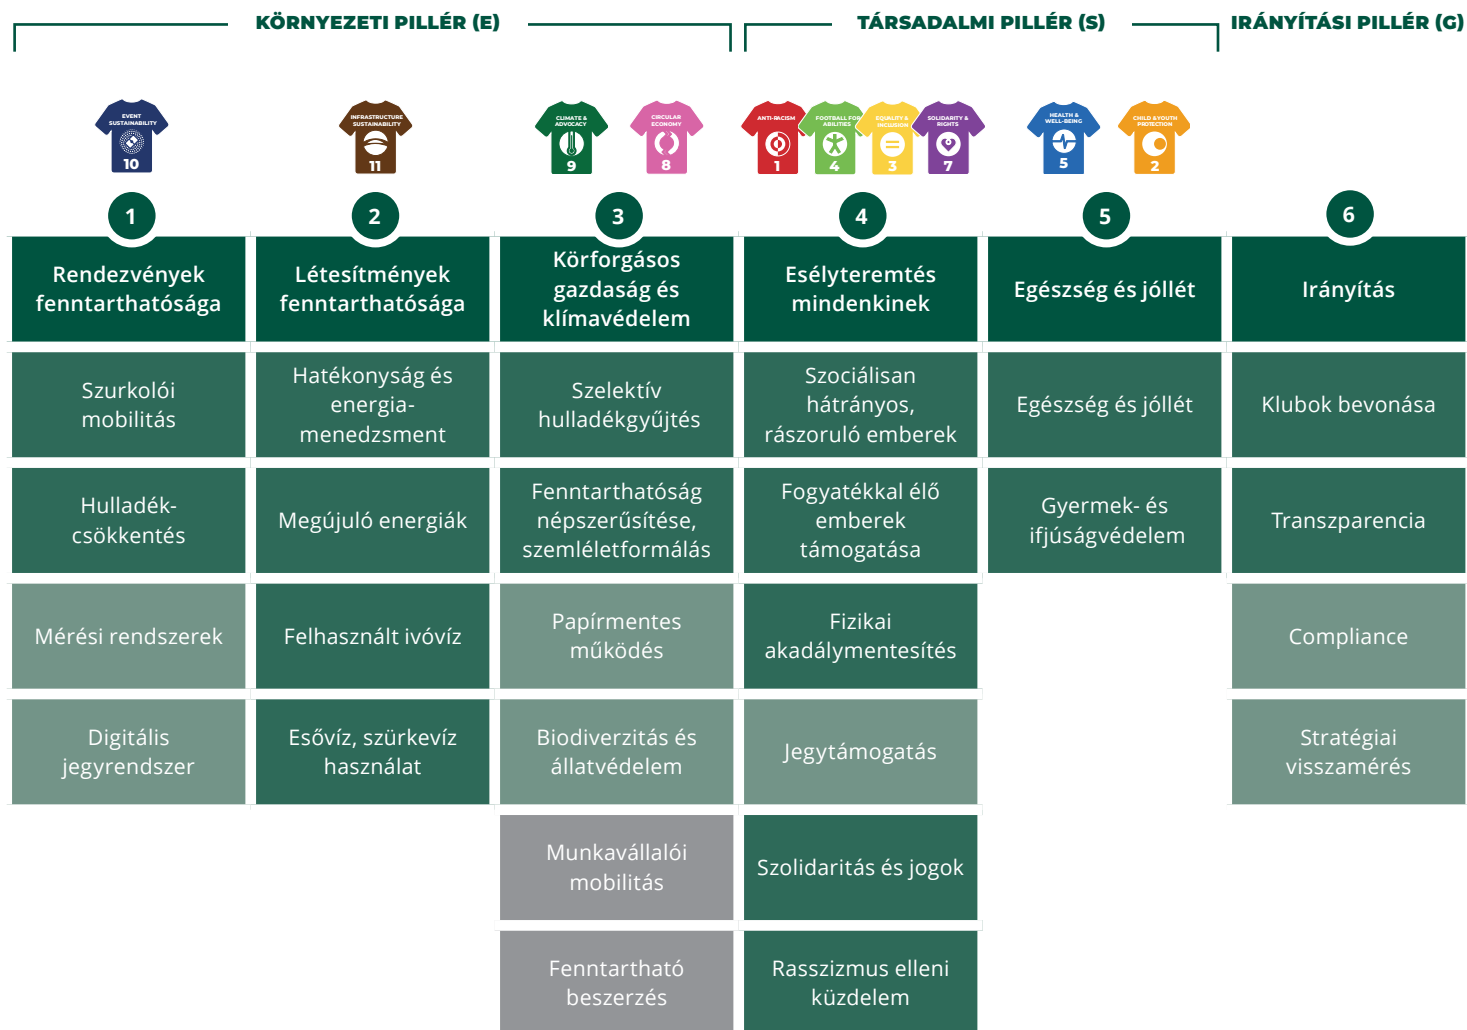 KÖRNYEZETI PILLÉR (E)
TÁRSADALMI PILLÉR (S)
IRÁNYÍTÁSI PILLÉR (G)
EVENT
SUSTAINABILITY
10
INFRASTRUCTURE
SUSTAINABILITY
11
CLIMATE &
ADVOCACY
9
CIRCULAR
ECONOMY
8
ANTI-RACISM
1
FOOTBALL FOR
ABILITIES
4
EQUALITY &
INCLUSION
3
SOLIDARITY &
RIGHTS
7
HEALTH &
WELL-BEING
5
CHILD & YOUTH
PROTECTION
2
1
2
3
4
5
6
Rendezvények
fenntarthatósága
Létesítmények
fenntarthatósága
Körforgásos
gazdaság és
klímavédelem
Esélyteremtés
mindenkinek
Egészség és jóllét
Irányítás
Szurkolói
mobilitás
Hatékonyság és
energia-
menedzsment
Szelektív
hulladékgyűjtés
Szociálisan
hátrányos,
rászoruló emberek
Egészség és jóllét
Klubok bevonása
Hulladék-
csökkentés
Megújuló energiák
Fenntarthatóság
népszerűsítése,
szemléletformálás
Fogyatékkal élő
emberek
támogatása
Gyermek- és
ifjúságvédelem
Transzparencia
Mérési rendszerek
Felhasznált ivóvíz
Papírmentes
működés
Fizikai
akadálymentesítés
Compliance
Digitális
jegyrendszer
Esővíz, szürkevíz
használat
Biodiverzitás és
állatvédelem
Jegytámogatás
Stratégiai
visszamérés
Munkavállalói
mobilitás
Szolidaritás és jogok
Fenntartható
beszerzés
Rasszizmus elleni
küzdelem